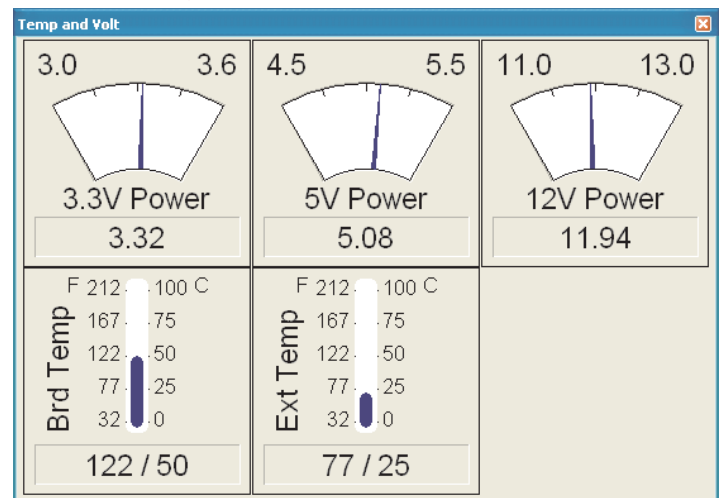 Temp and Volt
3.0 3.6
3.3V Power
3.32
4.5 5.5
5V Power
5.08
11.0 13.0
12V Power
11.94
Brd Temp
F 212 100 C
167 75
122 50
77 25
32 0
122 / 50
Ext Temp
F 212 100 C
167 75
122 50
77 25
32 0
77 / 25